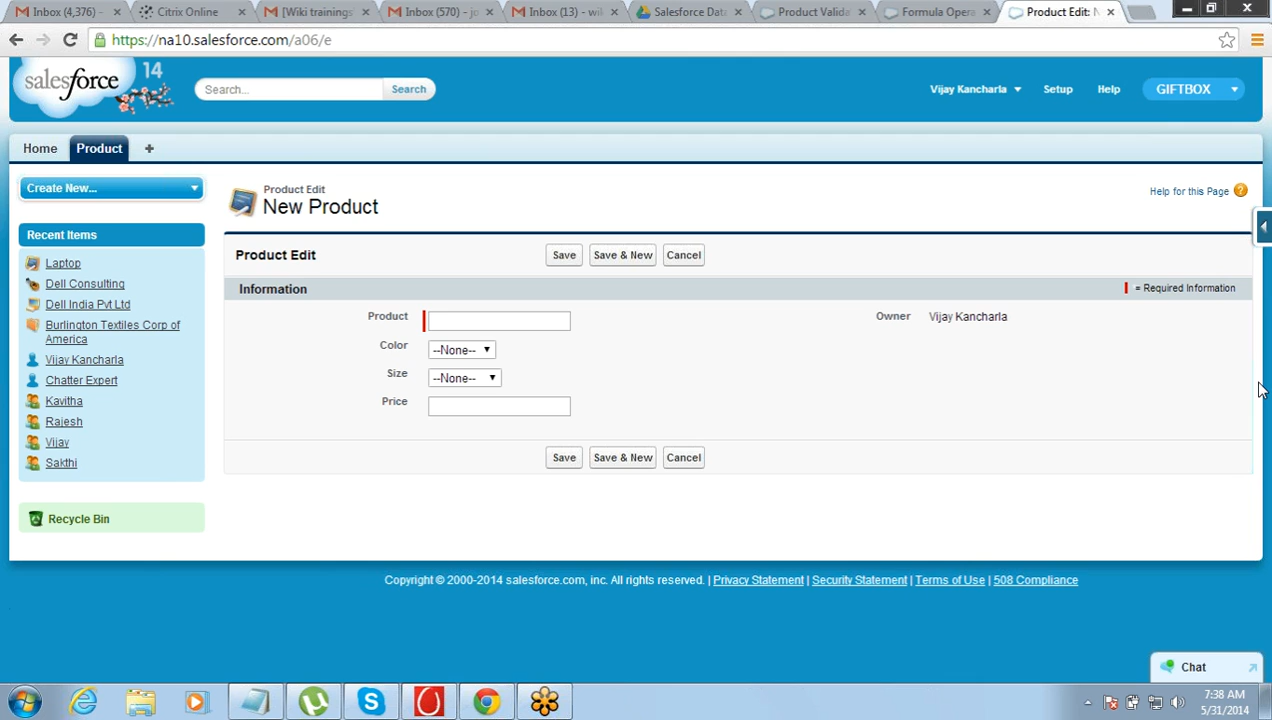 Inbox (4,376) -
Citrix Online
[Wiki trainings'
Inbox (570) - jo
Inbox (13) - wik
Salesforce Data
Product Valida
Formula Opera
Product Edit: N
https://na10.salesforce.com/a06/e
salesforce 14
Search...
Search
Vijay Kancharla
Setup
Help
GIFTBOX
Home
Product
Create New...
Product Edit
New Product
Help for this Page
Recent Items
Laptop
Dell Consulting
Dell India Pvt Ltd
Burlington Textiles Corp of
America
Vijay Kancharla
Chatter Expert
Kavitha
Rajesh
Vijay
Sakthi
Recycle Bin
Product Edit
Save
Save & New
Cancel
Information
= Required Information
Product
Owner Vijay Kancharla
Color --None--
Size --None--
Price
Save
Save & New
Cancel
Copyright © 2000-2014 salesforce.com, inc. All rights reserved. | Privacy Statement | Security Statement | Terms of Use | 508 Compliance
Chat
7:38 AM
5/31/2014